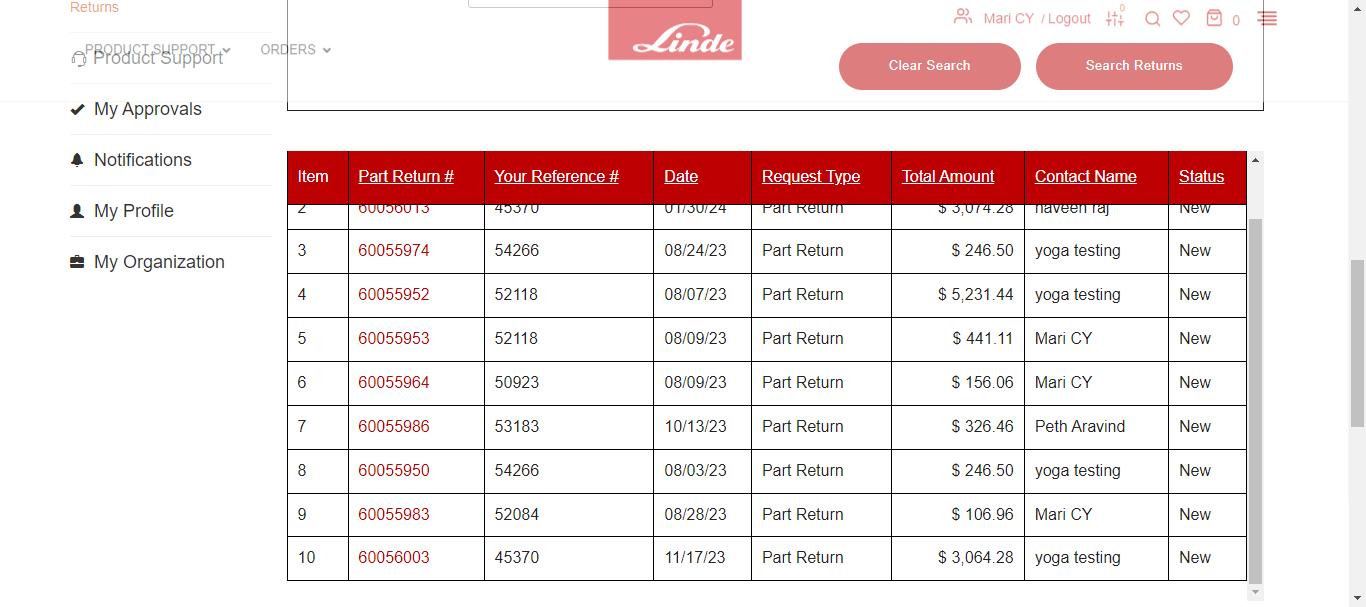 Returns
Mari CY / Logout
0
0
PRODUCT SUPPORT
ORDERS
Linde
Product Support
Clear Search
Search Returns
My Approvals
Notifications
My Profile
My Organization
Item Part Return # Your Reference # Date Request Type Total Amount Contact Name Status
2 60056013 45370 01/30/24 Part Return $ 3,074.28 naveen raj New
3 60055974 54266 08/24/23 Part Return $ 246.50 yoga testing New
4 60055952 52118 08/07/23 Part Return $ 5,231.44 yoga testing New
5 60055953 52118 08/09/23 Part Return $ 441.11 Mari CY New
6 60055964 50923 08/09/23 Part Return $ 156.06 Mari CY New
7 60055986 53183 10/13/23 Part Return $ 326.46 Peth Aravind New
8 60055950 54266 08/03/23 Part Return $ 246.50 yoga testing New
9 60055983 52084 08/28/23 Part Return $ 106.96 Mari CY New
10 60056003 45370 11/17/23 Part Return $ 3,064.28 yoga testing New